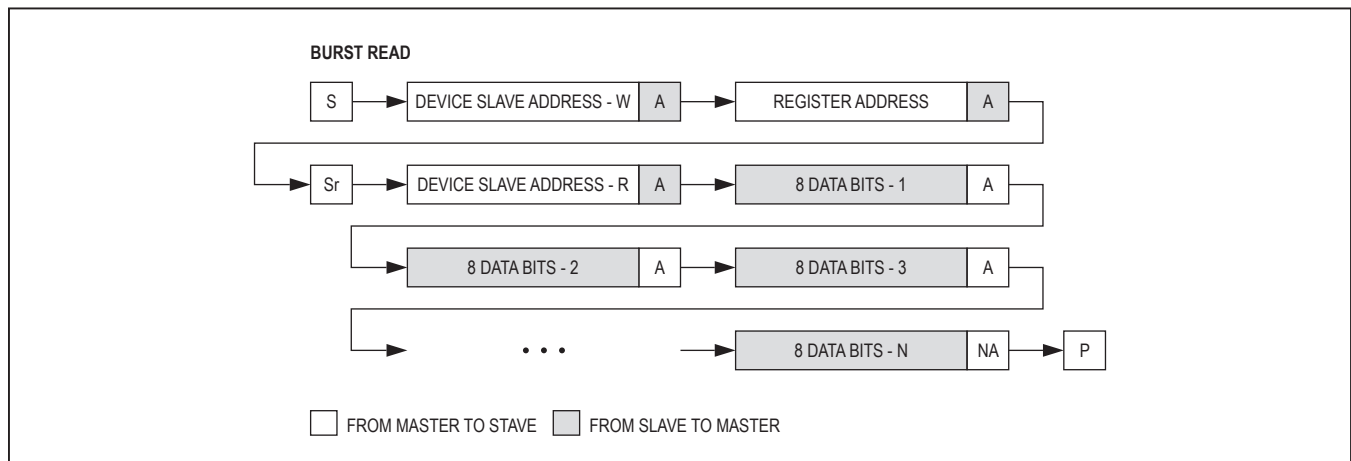 BURST READ
S DEVICE SLAVE ADDRESS - W A REGISTER ADDRESS A
Sr DEVICE SLAVE ADDRESS - R A 8 DATA BITS - 1 A
8 DATA BITS - 2 A 8 DATA BITS - 3 A
• • • 8 DATA BITS - N NA P
FROM MASTER TO STAVE FROM SLAVE TO MASTER